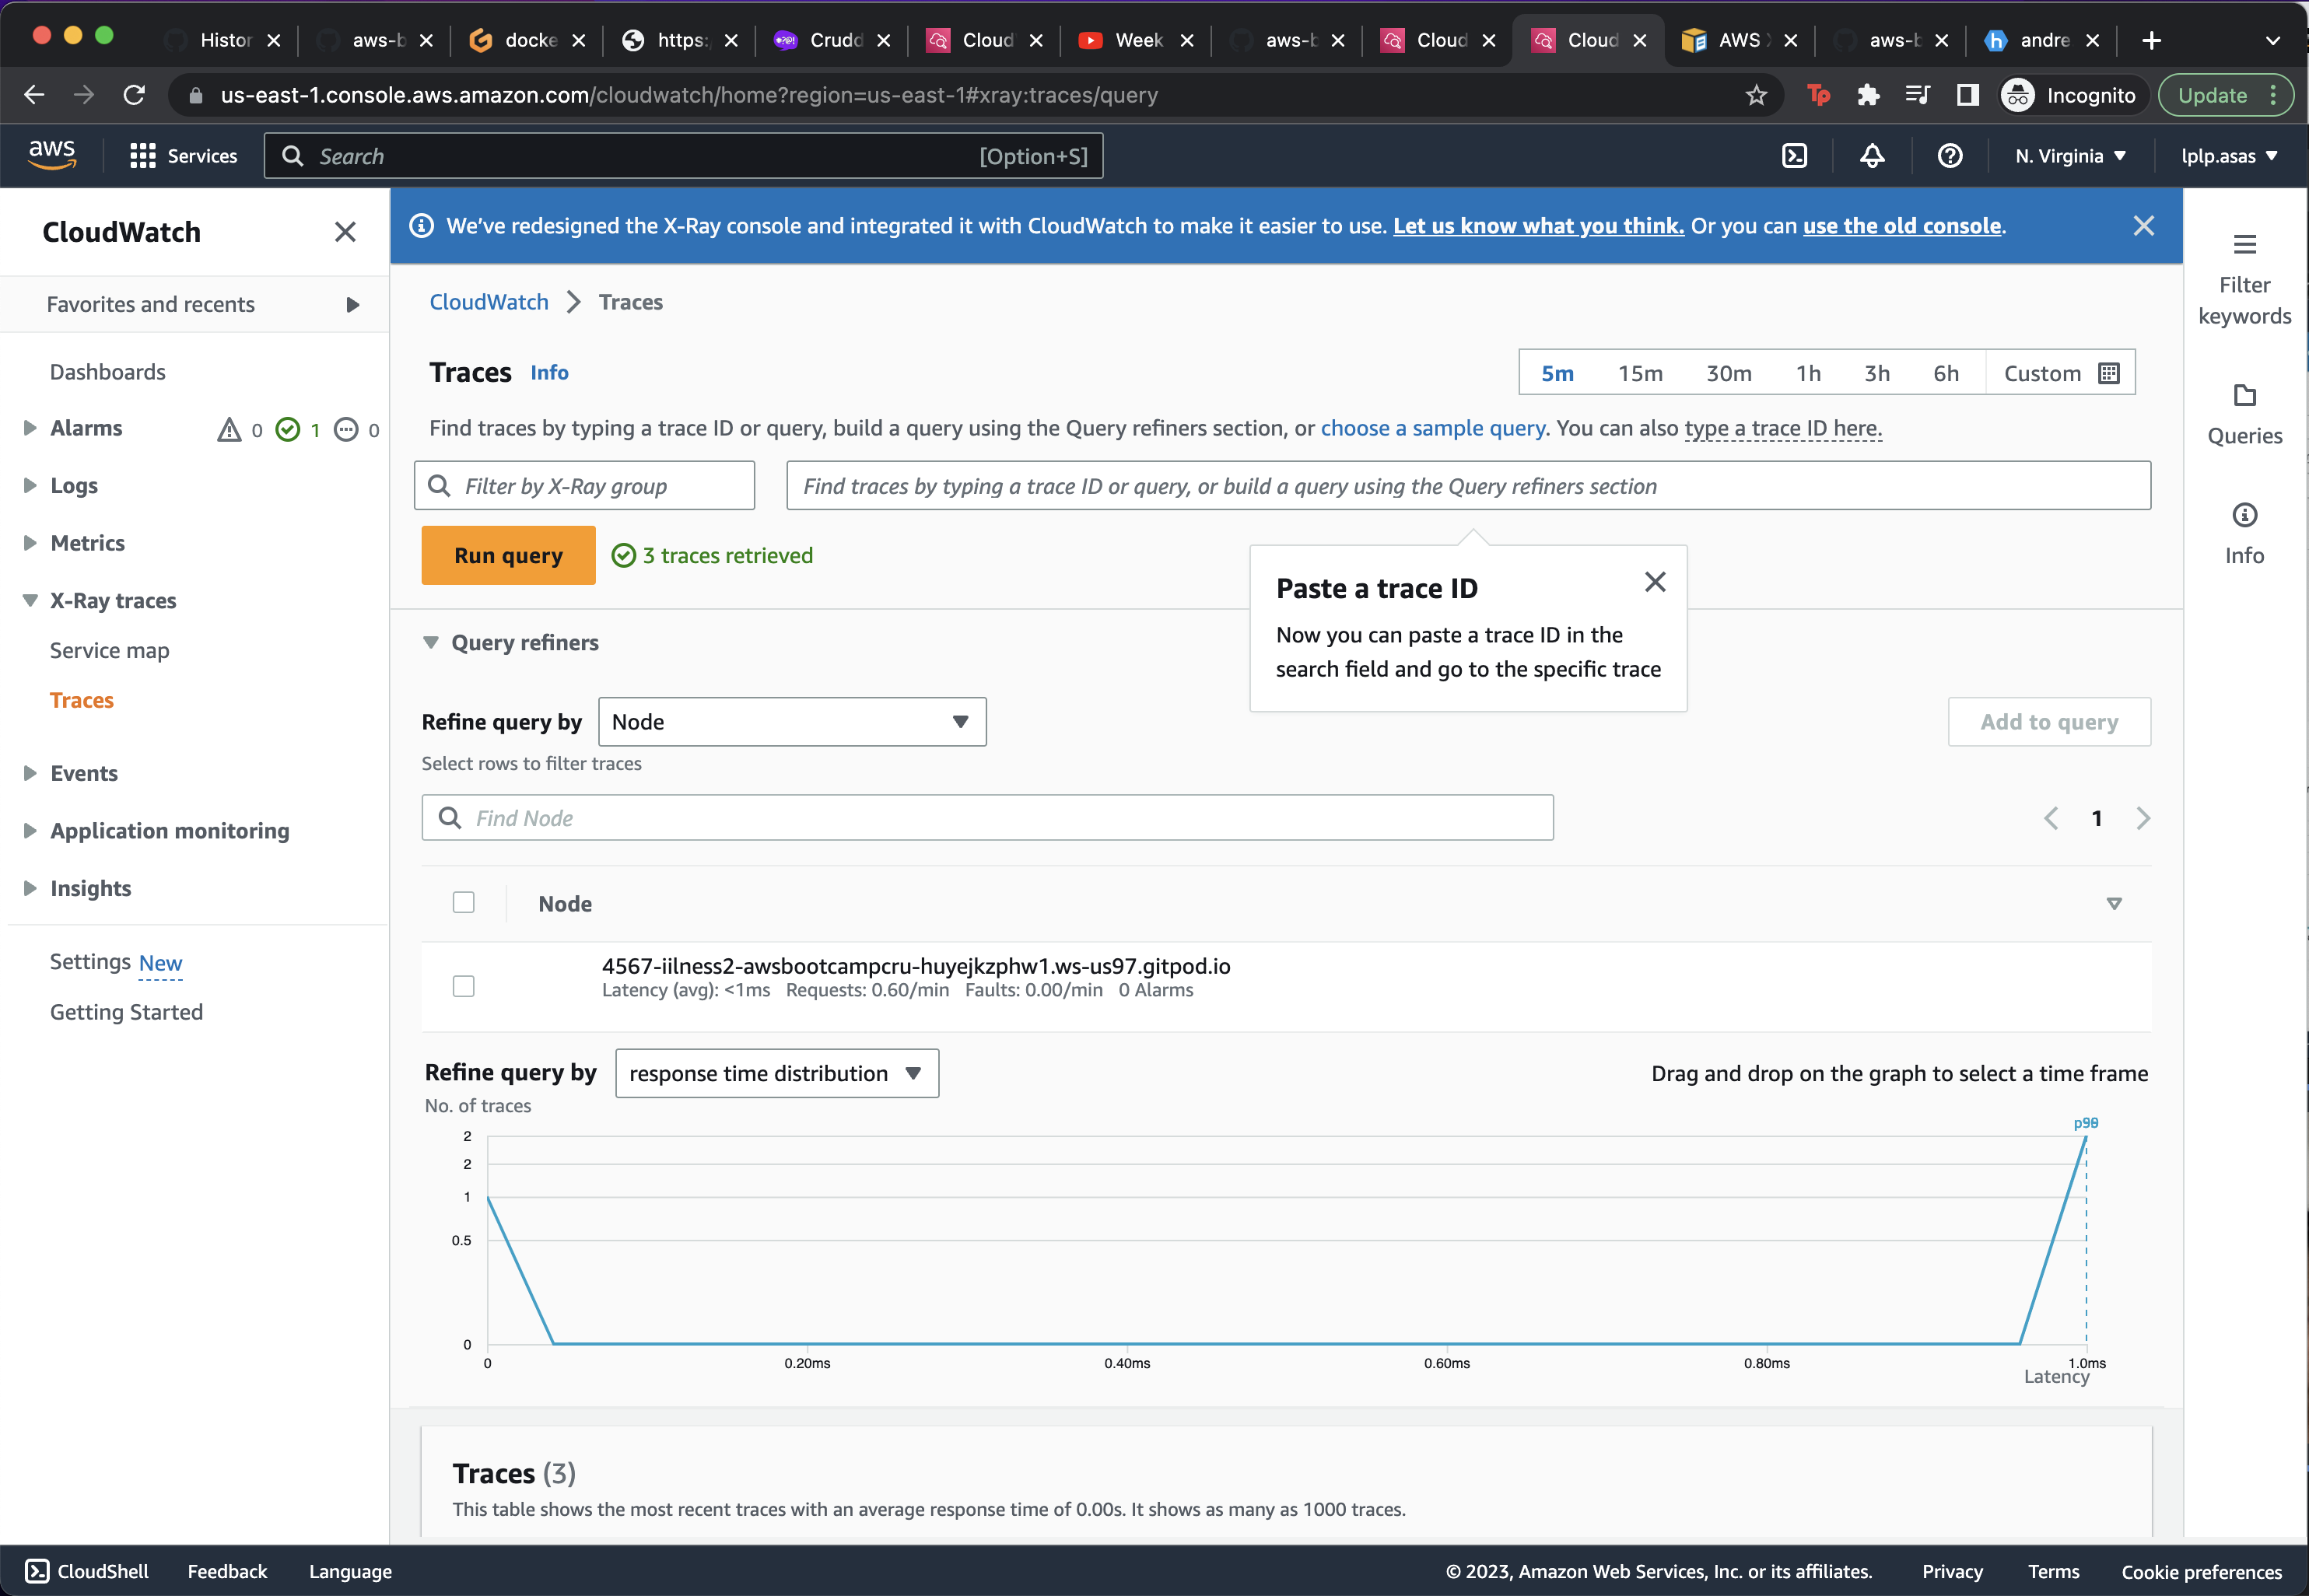 Histor
aws-b
docke
https:
Crudd
Cloud
Week
aws-b
Cloud
Cloud
AWS
aws-b
andre
us-east-1.console.aws.amazon.com/cloudwatch/home?region=us-east-1#xray:traces/query
Tp
Incognito
Update
aws
Services
Search
[Option+S]
N. Virginia
lplp.asas
CloudWatch
Favorites and recents
Dashboards
Alarms 0 1 0
Logs
Metrics
X-Ray traces
Service map
Traces
Events
Application monitoring
Insights
Settings New
Getting Started
We've redesigned the X-Ray console and integrated it with CloudWatch to make it easier to use. Let us know what you think. Or you can use the old console.
CloudWatch Traces
Traces Info
5m 15m 30m 1h 3h 6h Custom
Find traces by typing a trace ID or query, build a query using the Query refiners section, or choose a sample query. You can also type a trace ID here.
Filter by X-Ray group
Find traces by typing a trace ID or query, or build a query using the Query refiners section
Run query
3 traces retrieved
Paste a trace ID
Now you can paste a trace ID in the
search field and go to the specific trace
Query refiners
Refine query by Node
Add to query
Select rows to filter traces
Find Node
1
Node
4567-iilness2-awsbootcampcru-huyejkzphw1.ws-us97.gitpod.io
Latency (avg): <1ms Requests: 0.60/min Faults: 0.00/min 0 Alarms
Refine query by response time distribution
Drag and drop on the graph to select a time frame
No. of traces
2
2
1
0.5
0
0 0.20ms 0.40ms 0.60ms 0.80ms 1.0ms
Latency
Traces (3)
This table shows the most recent traces with an average response time of 0.00s. It shows as many as 1000 traces.
Filter
keywords
Queries
Info
CloudShell Feedback Language
© 2023, Amazon Web Services, Inc. or its affiliates. Privacy Terms Cookie preferences